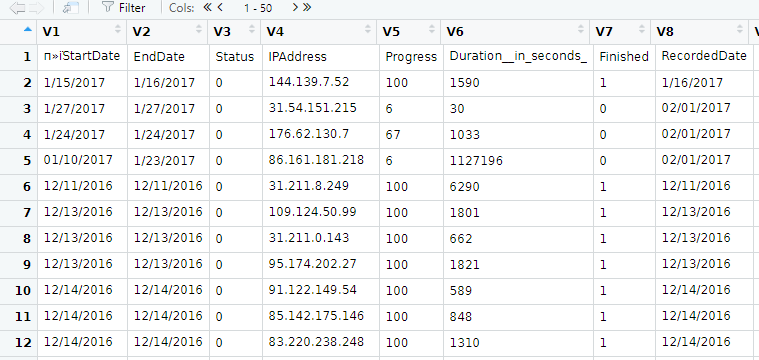 Filter Cols: 1 - 50
V1 V2 V3 V4 V5 V6 V7 V8
1 п»їStartDate EndDate Status IPAddress Progress Duration__in_seconds_ Finished RecordedDate
2 1/15/2017 1/16/2017 0 144.139.7.52 100 1590 1 1/16/2017
3 1/27/2017 1/27/2017 0 31.54.151.215 6 30 0 02/01/2017
4 1/24/2017 1/24/2017 0 176.62.130.7 67 1033 0 02/01/2017
5 01/10/2017 1/23/2017 0 86.161.181.218 6 1127196 0 02/01/2017
6 12/11/2016 12/11/2016 0 31.211.8.249 100 6290 1 12/11/2016
7 12/13/2016 12/13/2016 0 109.124.50.99 100 1801 1 12/13/2016
8 12/13/2016 12/13/2016 0 31.211.0.143 100 662 1 12/13/2016
9 12/13/2016 12/13/2016 0 95.174.202.27 100 1821 1 12/13/2016
10 12/14/2016 12/14/2016 0 91.122.149.54 100 589 1 12/14/2016
11 12/14/2016 12/14/2016 0 85.142.175.146 100 848 1 12/14/2016
12 12/14/2016 12/14/2016 0 83.220.238.248 100 1310 1 12/14/2016